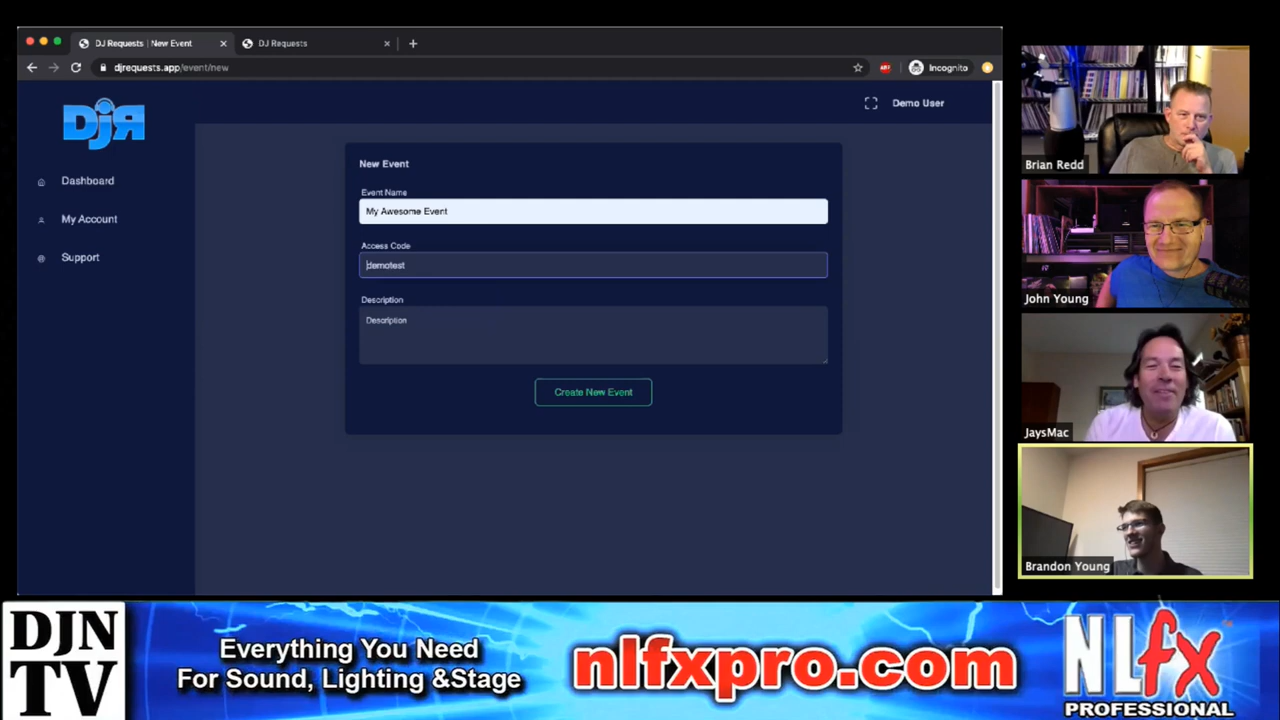 DJ Requests | New Event
DJ Requests
djrequests.app/event/new
ABP
Incognito
DJR
Demo User
Dashboard
My Account
Support
New Event
Event Name
My Awesome Event
Access Code
demotest
Description
Description
Create New Event
Brian Redd
John Young
JaysMac
Brandon Young
DJN
TV
Everything You Need
For Sound, Lighting &Stage
nlfxpro.com
NLfx
PROFESSIONAL